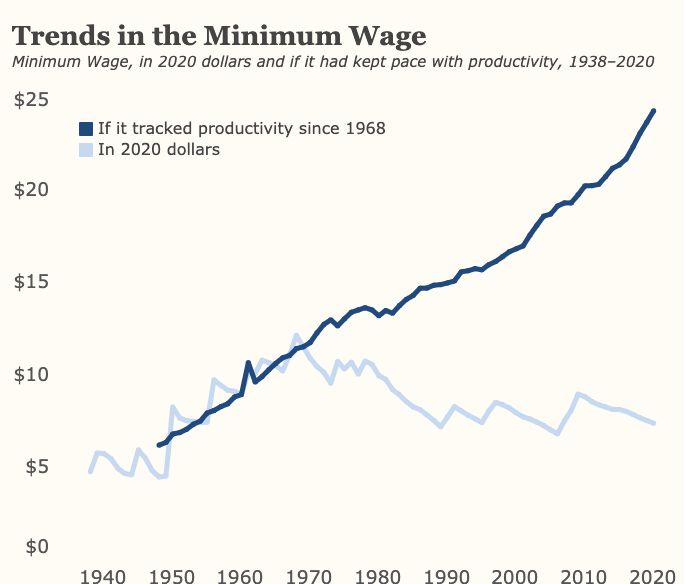 Trends in the Minimum Wage
Minimum Wage, in 2020 dollars and if it had kept pace with productivity, 1938–2020
$25
If it tracked productivity since 1968
In 2020 dollars
$20
$15
$10
$5
$0
1940 1950 1960 1970 1980 1990 2000 2010 2020